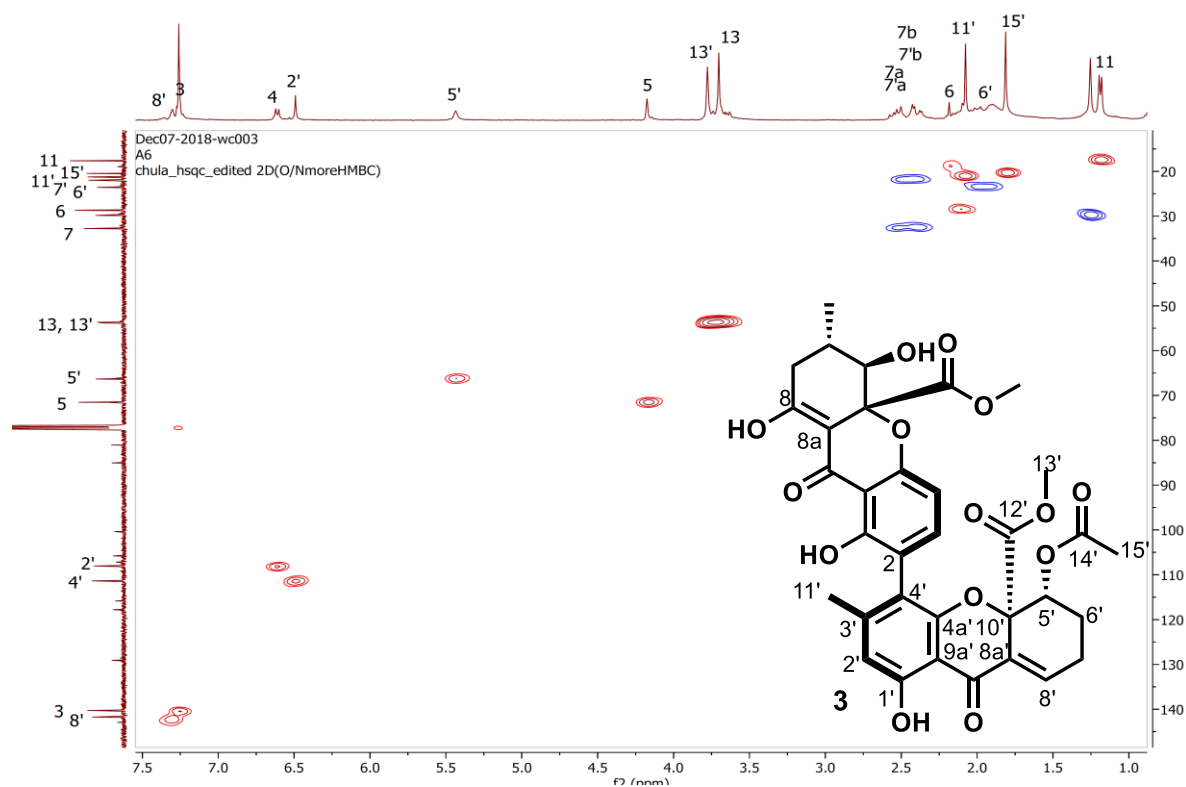 7b
11'
15'
13'
13
7'b
7a
7'a
8'
3
4
2'
5'
5
6
6'
11
Dec07-2018-wc003
A6
chula_hsqc_edited 2D(O/NmoreHMBC)
11
15'
11'
7'
6'
6
7
13, 13'
5'
5
2'
4'
3
8'
20
30
40
50
60
70
80
90
100
110
120
130
140
OH
O
O
8
HO
8a
O
O
13'
O
O
O
12'
O
HO
2
O
14'
15'
11'
4'
O
10'
5'
6'
3'
4a'
9a'
8a'
2'
3
1'
8'
OH
O
7.5 7.0 6.5 6.0 5.5 5.0 4.5 4.0 3.5 3.0 2.5 2.0 1.5 1.0
f2 (ppm)